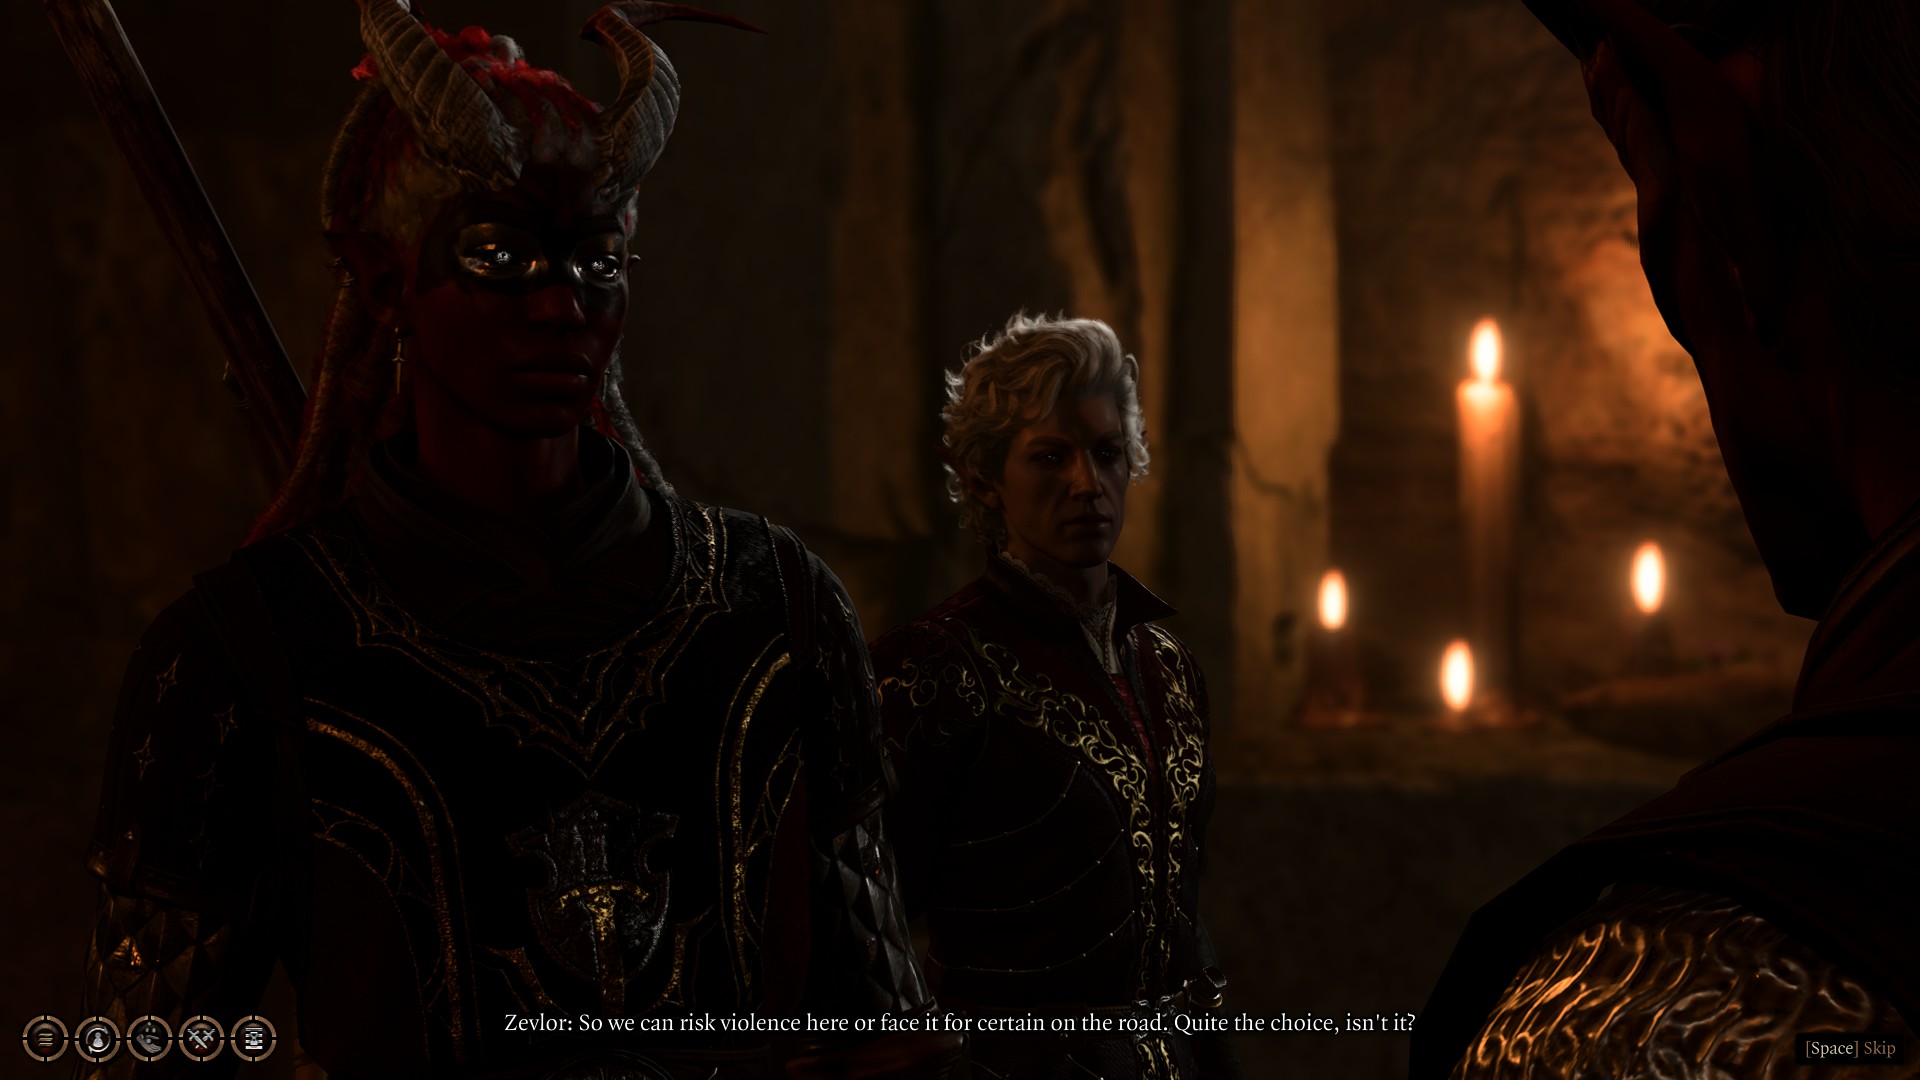 Zevlor: So we can risk violence here or face it for certain on the road. Quite the choice, isn't it?
[Space] Skip